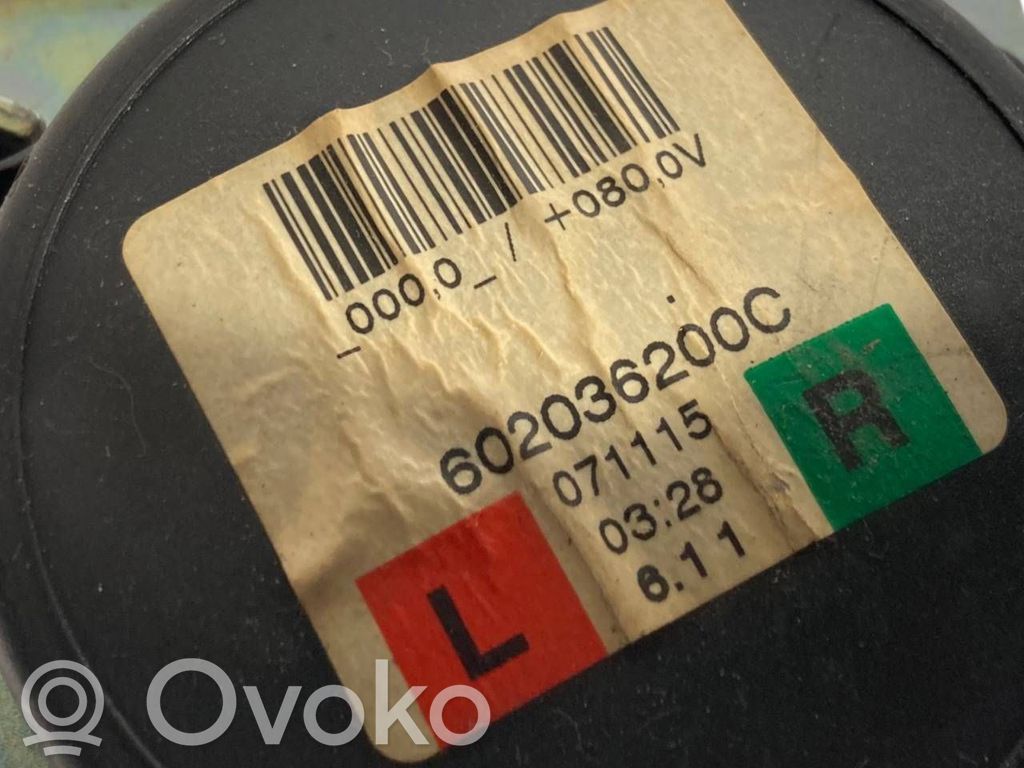 _000,0_ / +080,0V
602036200C
071115
03:28
6.11
L
R
Ovoko